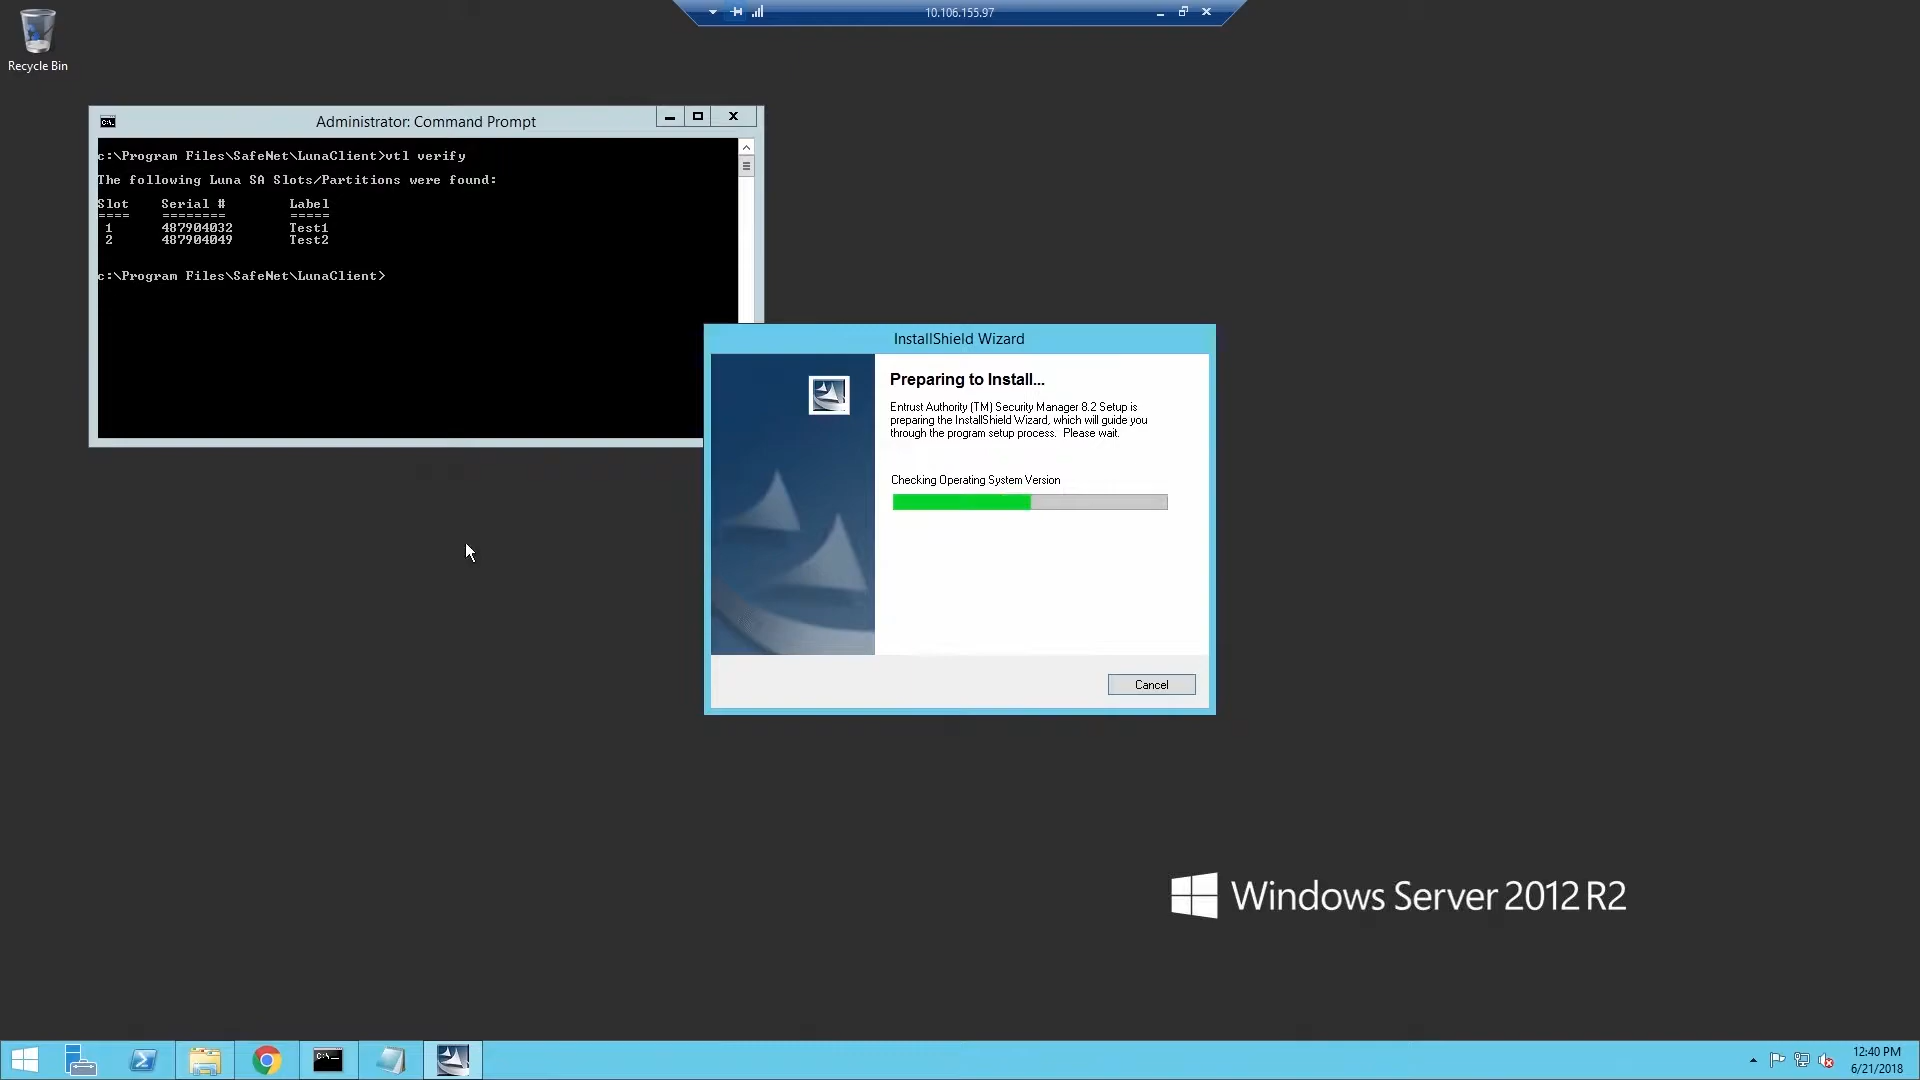 10.106.155.97
Recycle Bin
Administrator: Command Prompt
c:\Program Files\SafeNet\LunaClient>vtl verify
The following Luna SA Slots/Partitions were found:
Slot Serial # Label
==== ======== =====
1 487904032 Test1
2 487904049 Test2
c:\Program Files\SafeNet\LunaClient>
InstallShield Wizard
Preparing to Install...
Entrust Authority (TM) Security Manager 8.2 Setup is
preparing the InstallShield Wizard, which will guide you
through the program setup process. Please wait.
Checking Operating System Version
Cancel
Windows Server 2012 R2
12:40 PM
6/21/2018